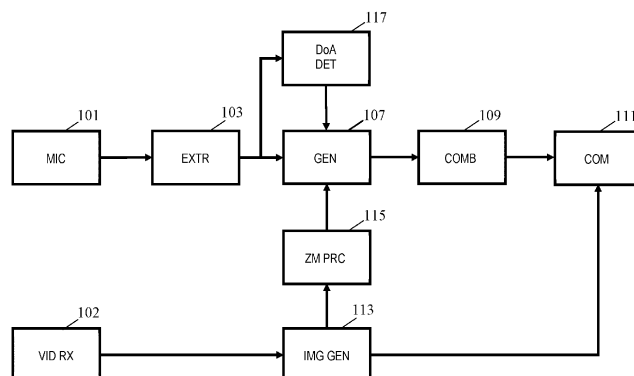 117
DoA
DET
101
103
107
109
111
MIC
EXTR
GEN
COMB
COM
115
ZM PRC
102
113
VID RX
IMG GEN